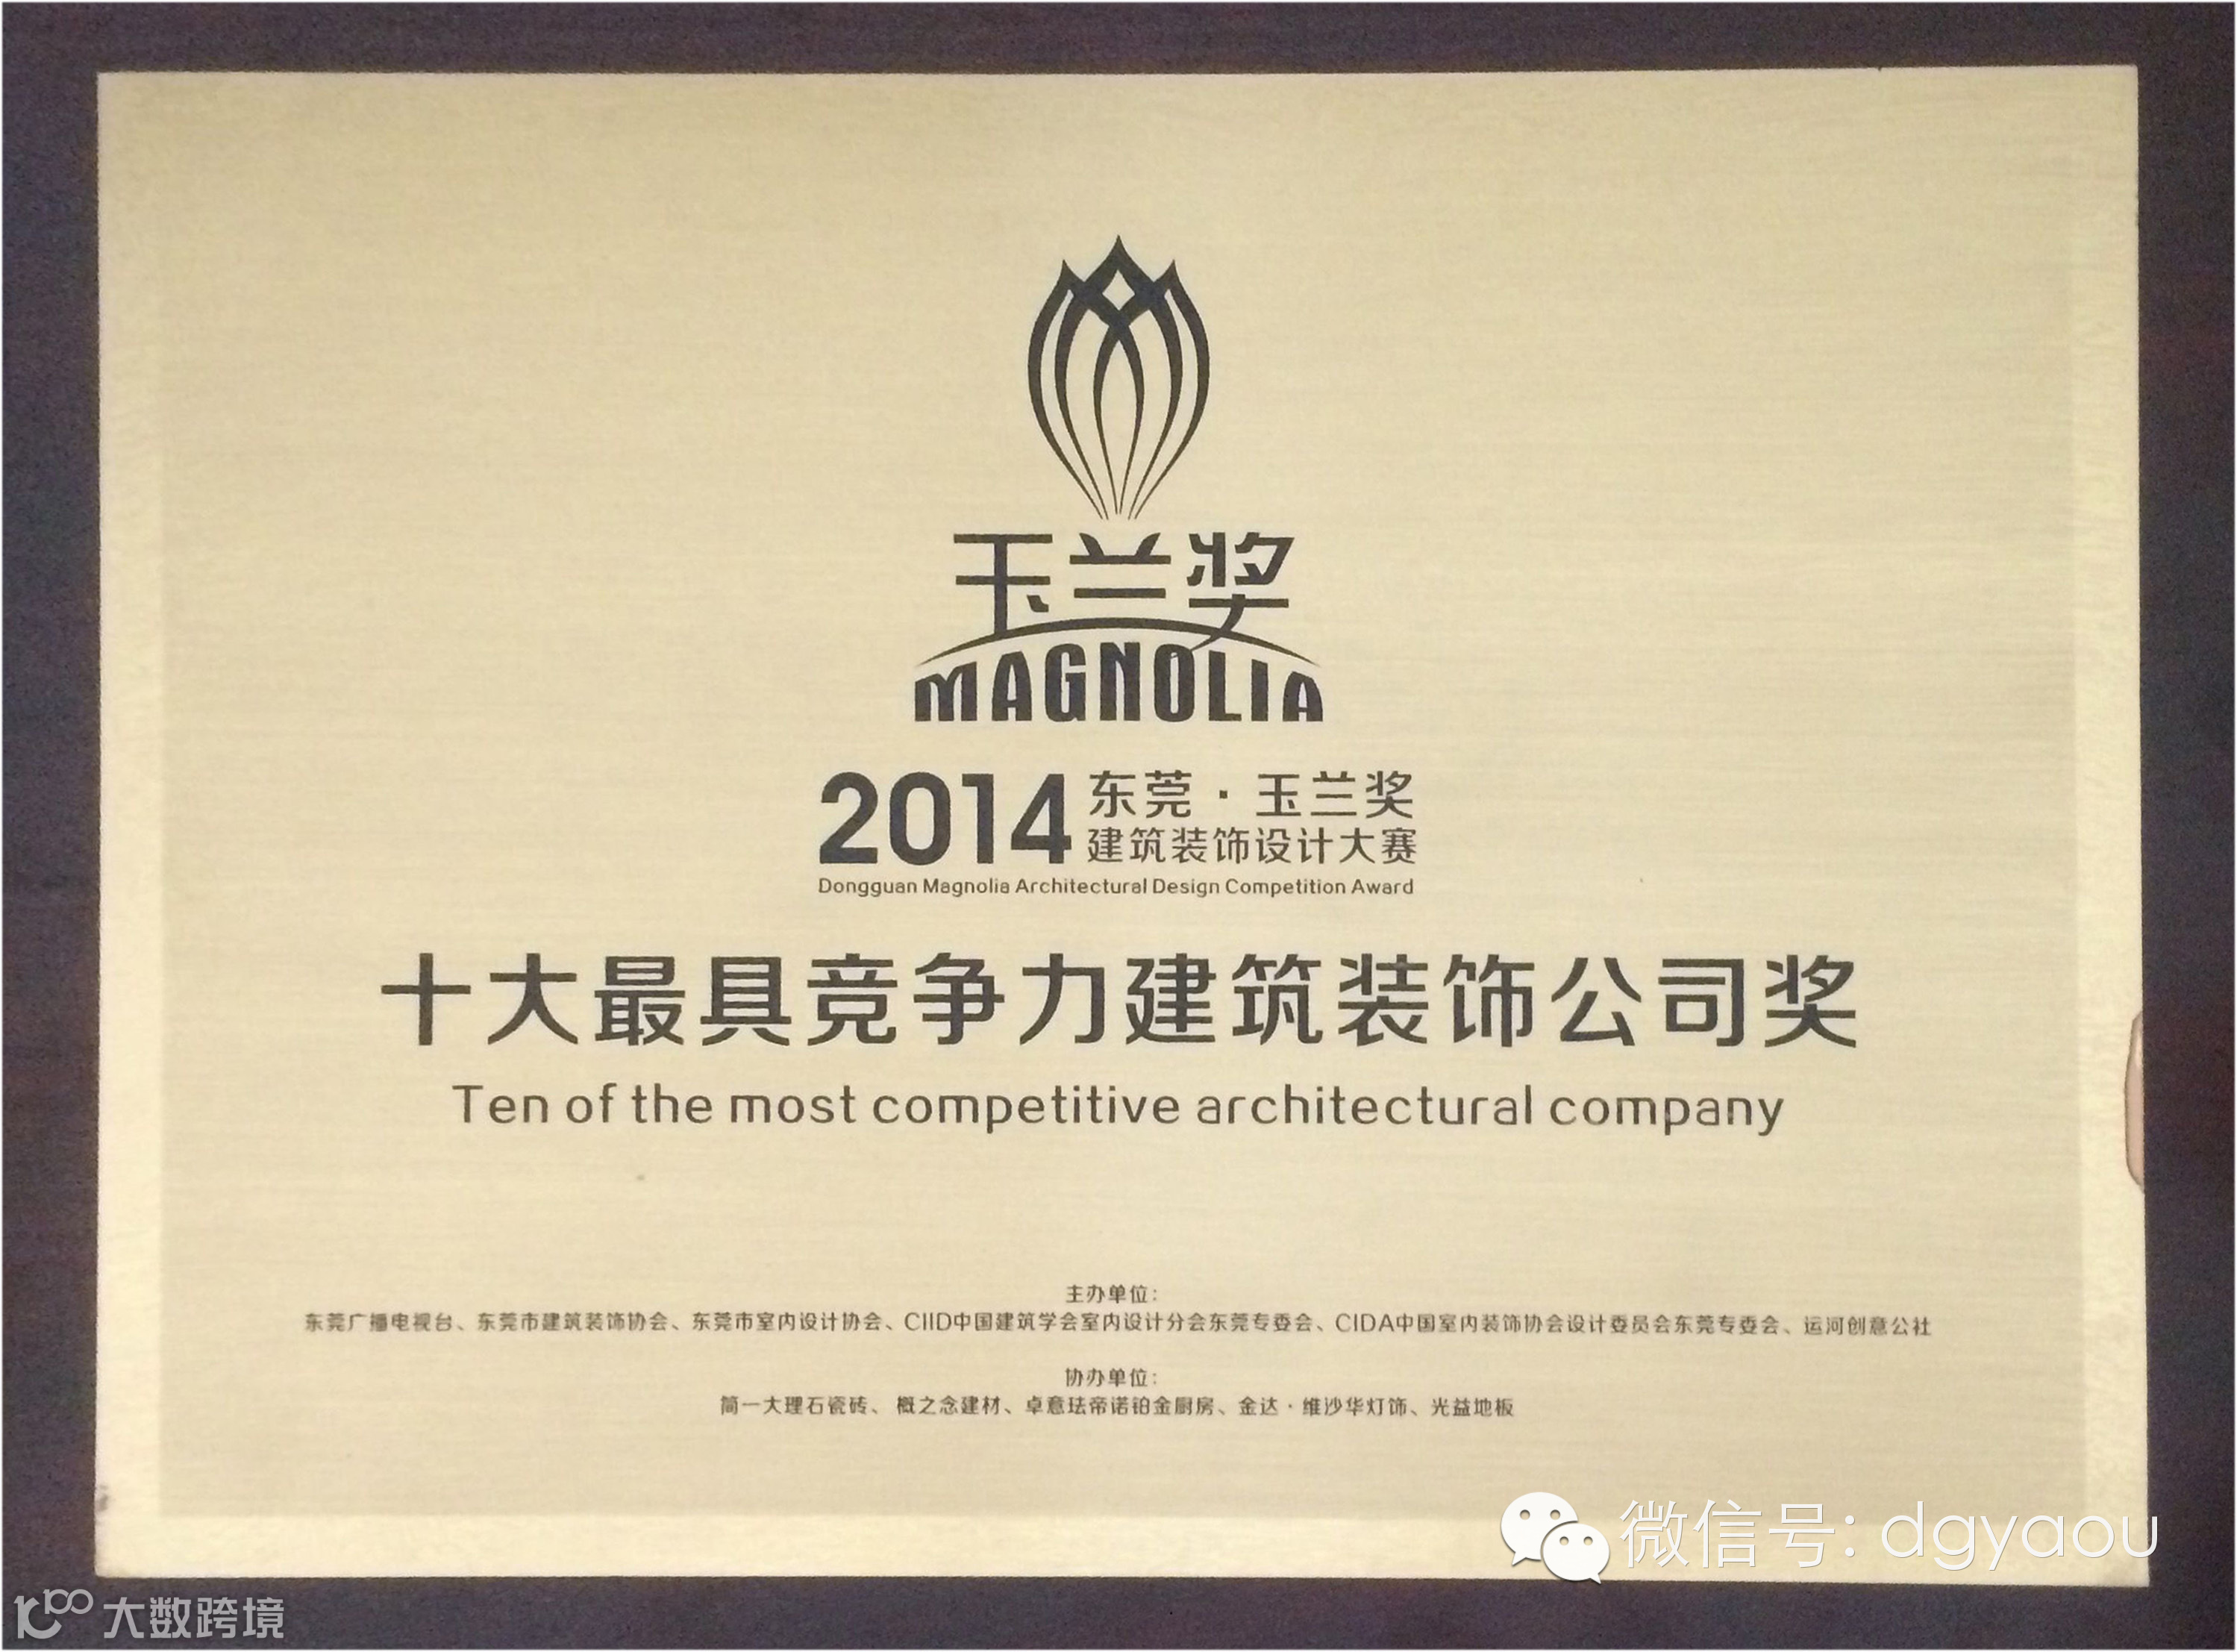 玉兰奖
MAGNOLIA
2014 东莞·玉兰奖
建筑装饰设计大赛
Dongguan Magnolia Architectural Design Competition Award
十大最具竞争力建筑装饰公司奖
Ten of the most competitive architectural company
主办单位：
东莞广播电视台、东莞市建筑装饰协会、东莞市室内设计协会、CIID中国建筑学会室内设计分会东莞专委会、CIDA中国室内装饰协会设计委员会东莞专委会、运河创意公社
协办单位：
简一大理石瓷砖、概之念建材、卓意珐帝诺铂金厨房、金达·维沙华灯饰、光益地板
微信号: dgyaou
大数跨境